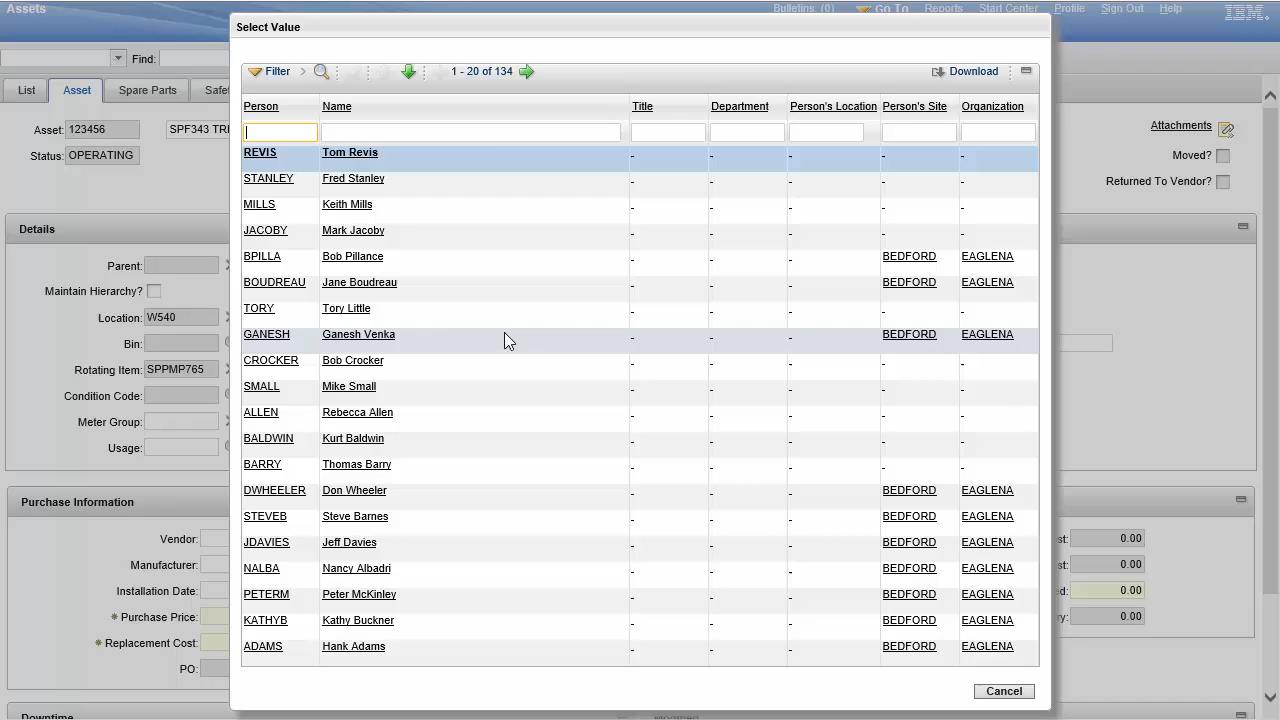 Assets
Bulletins: (0) Go To Reports Start Center Profile Sign Out Help IBM.
Find:
List Asset Spare Parts
Asset: 123456
Status: OPERATING
Attachments
Moved?
Returned To Vendor?
Details
Parent:
Maintain Hierarchy?
Location: W540
Bin:
Rotating Item: SPPMP765
Condition Code:
Meter Group:
Usage:
Purchase Information
Vendor:
Manufacturer:
Installation Date:
* Purchase Price:
* Replacement Cost:
PO:
Downtime
0.00
0.00
0.00
0.00
Select Value
Filter 1 - 20 of 134 Download
Person Name Title Department Person's Location Person's Site Organization
REVIS Tom Revis - - - - -
STANLEY Fred Stanley - - - - -
MILLS Keith Mills - - - - -
JACOBY Mark Jacoby - - - - -
BPILLA Bob Pillance - - - BEDFORD EAGLENA
BOUDREAU Jane Boudreau - - - BEDFORD EAGLENA
TORY Tory Little - - - - -
GANESH Ganesh Venka - - - BEDFORD EAGLENA
CROCKER Bob Crocker - - - - -
SMALL Mike Small - - - - -
ALLEN Rebecca Allen - - - - -
BALDWIN Kurt Baldwin - - - - -
BARRY Thomas Barry - - - - -
DWHEELER Don Wheeler - - - BEDFORD EAGLENA
STEVEB Steve Barnes - - - BEDFORD EAGLENA
JDAVIES Jeff Davies - - - BEDFORD EAGLENA
NALBA Nancy Albadri - - - BEDFORD EAGLENA
PETERM Peter McKinley - - - BEDFORD EAGLENA
KATHYB Kathy Buckner - - - BEDFORD EAGLENA
ADAMS Hank Adams - - - BEDFORD EAGLENA
Cancel